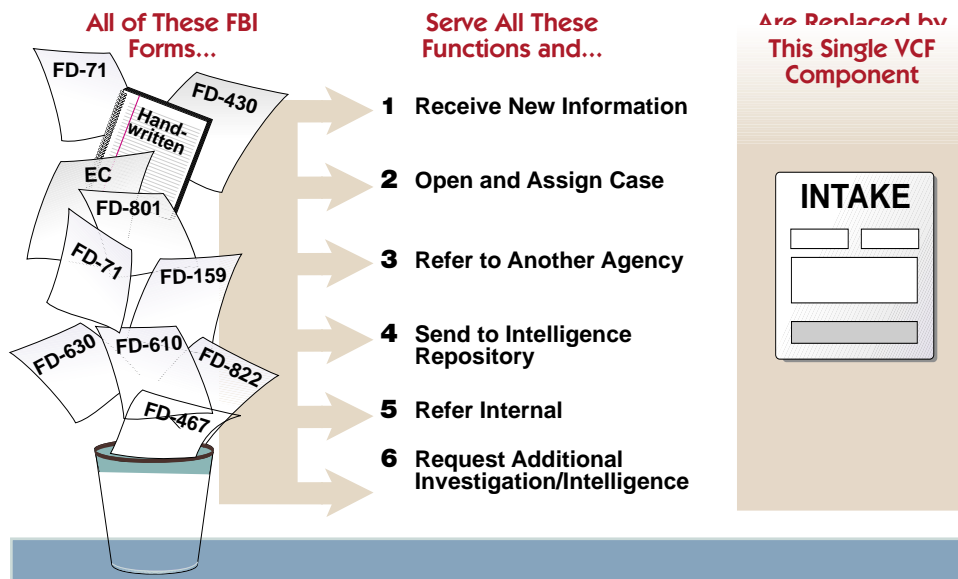 All of These FBI
Forms...
FD-71
FD-430
Hand-
written
EC
FD-801
FD-71
FD-159
FD-630
FD-610
FD-822
FD-467
Serve All These
Functions and...
1 Receive New Information
2 Open and Assign Case
3 Refer to Another Agency
4 Send to Intelligence
Repository
5 Refer Internal
6 Request Additional
Investigation/Intelligence
Are Replaced by
This Single VCF
Component
INTAKE